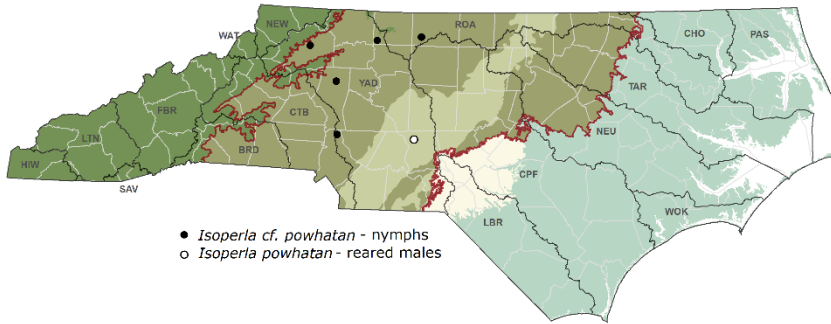 NEW
ROA
WAT
CHO
PAS
YAD
TAR
FBR
CTB
LTN
NEU
BRD
HIW
CPF
SAV
WOK
LBR
● Isoperla cf. powhatan - nymphs
○ Isoperla powhatan - reared males